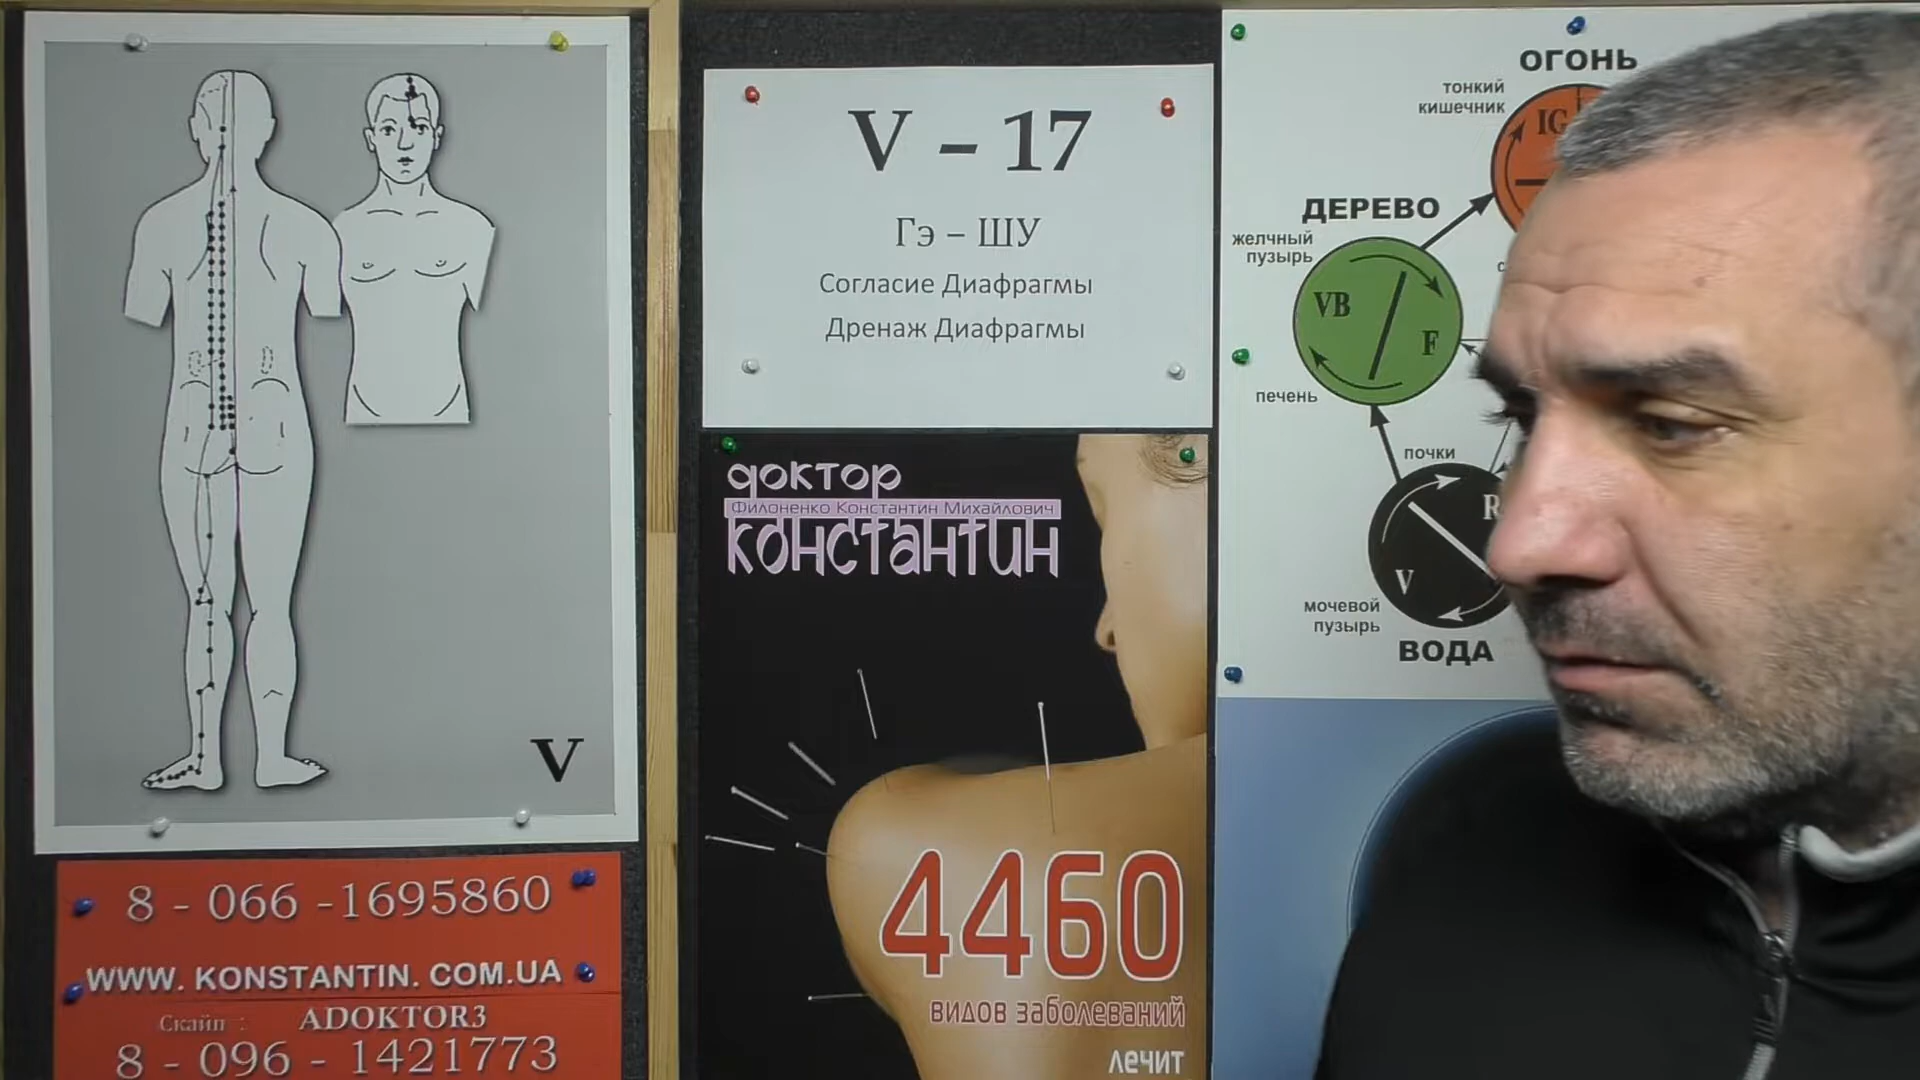 V
8 - 066 -1695860
WWW. KONSTANTIN. COM.UA
Скайп : ADOKTOR3
8 - 096 - 1421773
V – 17
Гэ – ШУ
Согласие Диафрагмы
Дренаж Диафрагмы
доктор
Филоненко Константин Михайлович
константин
4460
видов заболеваний
лечит
ОГОНЬ
тонкий
кишечник
IG
ДЕРЕВО
желчный
пузырь
VB
F
печень
почки
R
V
мочевой
пузырь
ВОДА